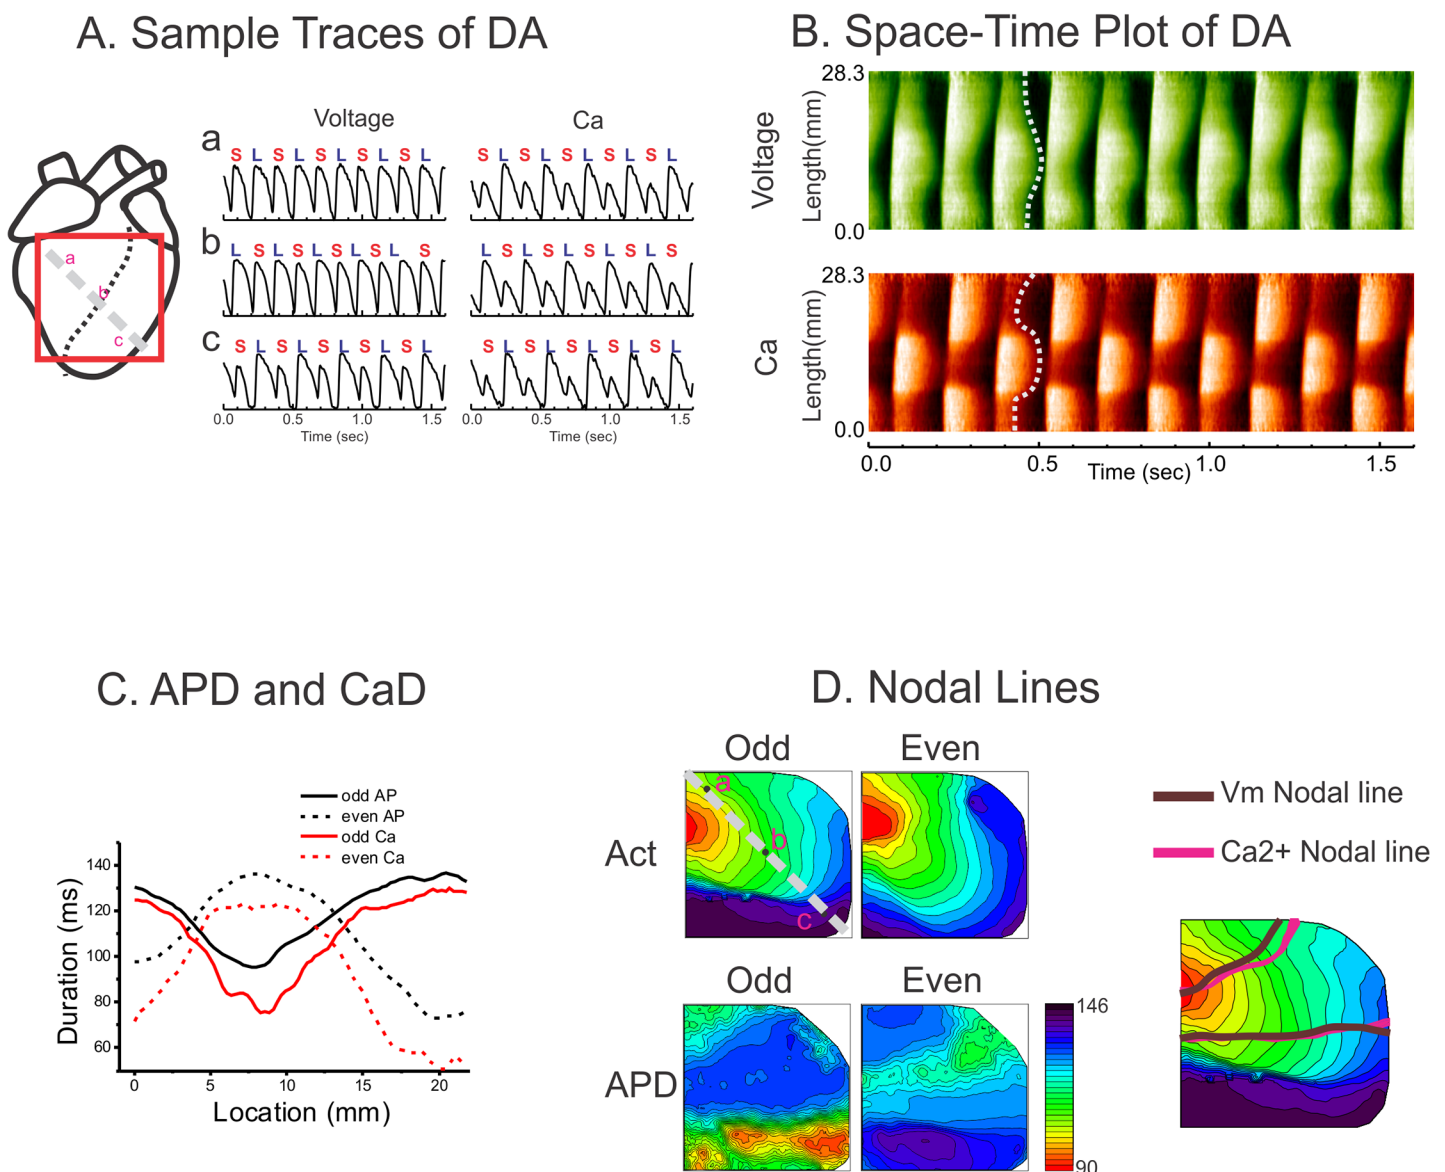 A. Sample Traces of DA
Voltage
Ca
a
S L S L S L S L S L
S L S L S L S L S L
b
L S L S L S L S L S
L S L S L S L S L S
c
S L S L S L S L S L
S L S L S L S L S L
0.0 0.5 1.0 1.5
Time (sec)
0.0 0.5 1.0 1.5
Time (sec)
a
b
c
B. Space-Time Plot of DA
Voltage
Length(mm)
28.3
0.0
Ca
Length(mm)
28.3
0.0
0.0 0.5 1.0 1.5
Time (sec)
C. APD and CaD
odd AP
even AP
odd Ca
even Ca
Duration (ms)
140
120
100
80
60
0 5 10 15 20
Location (mm)
D. Nodal Lines
Odd Even
Act
a
b
c
Odd Even
APD
146
90
Vm Nodal line
Ca2+ Nodal line